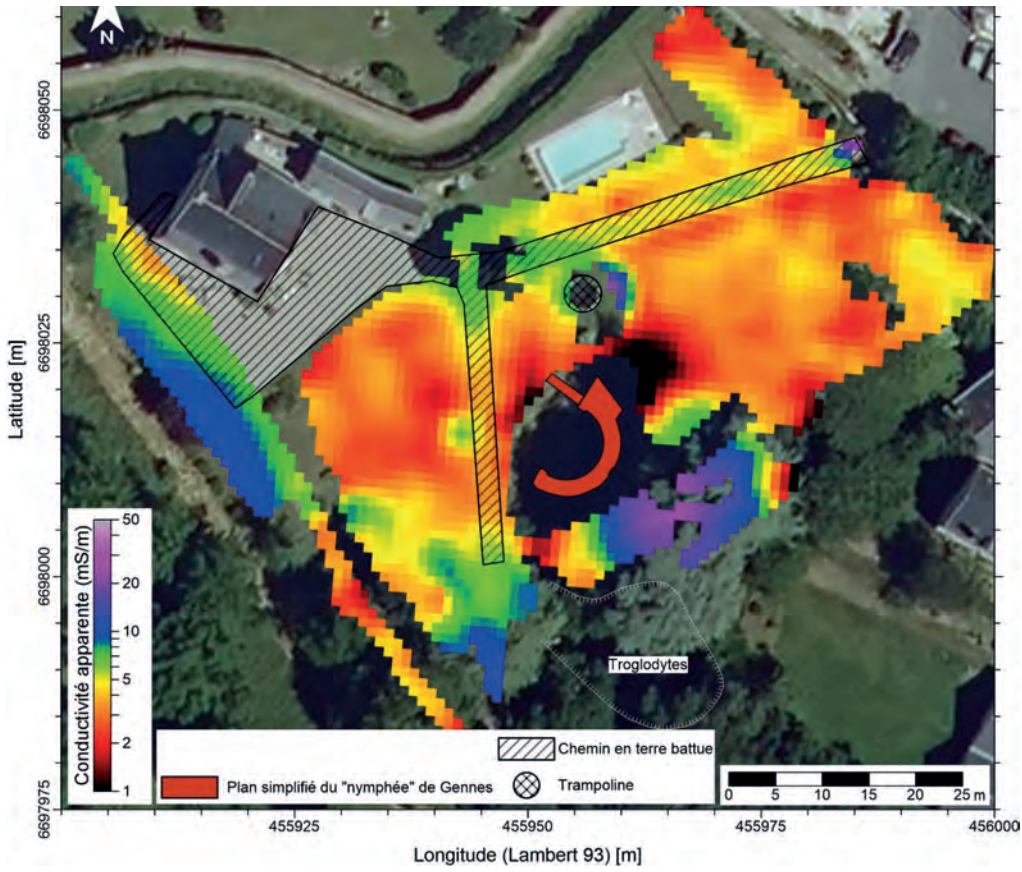 N
6698050
6698025
6698000
6697975
Latitude [m]
Conductivité apparente (mS/m)
50
20
10
5
2
1
Troglodytes
Chemin en terre battue
Plan simplifié du "nymphée" de Gennes
Trampoline
0 5 10 15 20 25 m
455925 455950 455975 456000
Longitude (Lambert 93) [m]